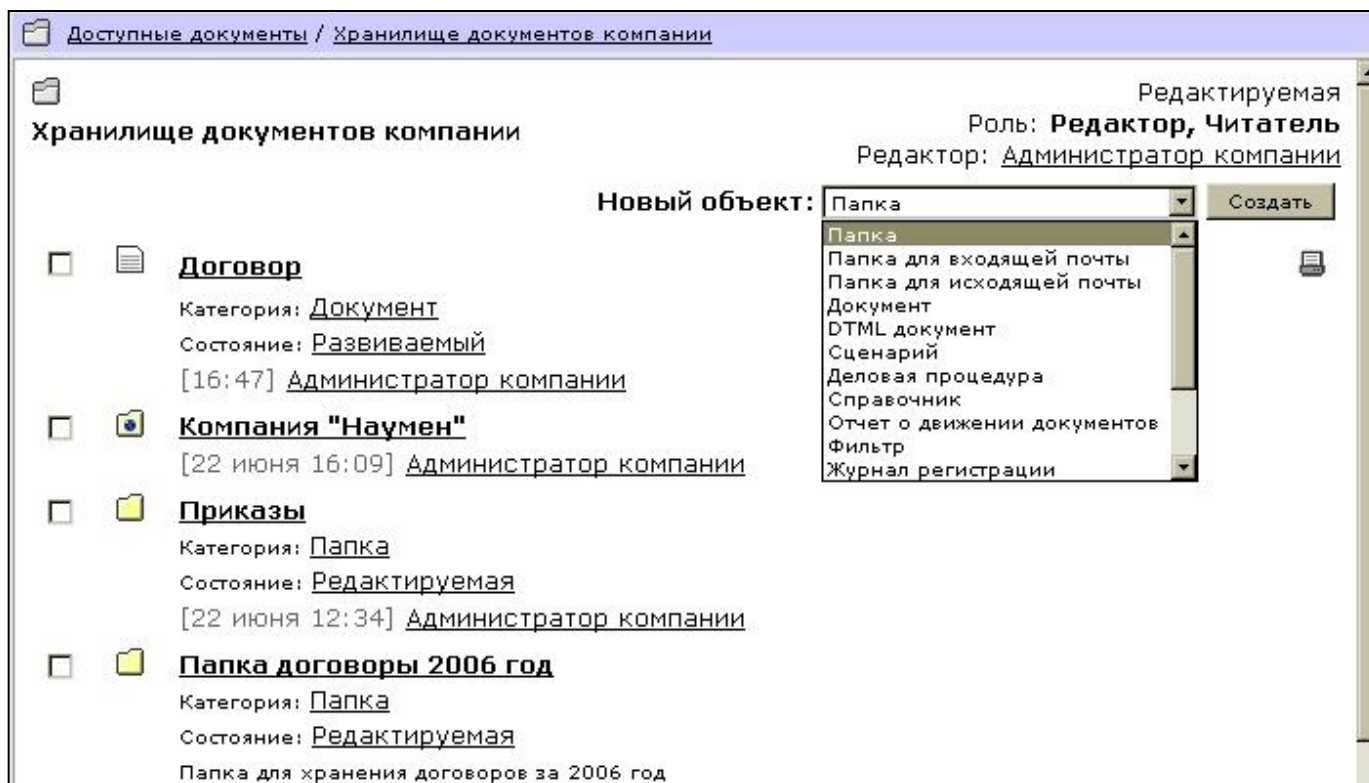 Доступные документы / Хранилище документов компании
Редактируемая
Хранилище документов компании
Роль: Редактор, Читатель
Редактор: Администратор компании
Новый объект: Папка Создать
Папка
Папка для входящей почты
Папка для исходящей почты
Документ
DTML документ
Сценарий
Деловая процедура
Справочник
Отчет о движении документов
Фильтр
Журнал регистрации
Договор
Категория: Документ
Состояние: Развиваемый
[16:47] Администратор компании
Компания "Наумен"
[22 июня 16:09] Администратор компании
Приказы
Категория: Папка
Состояние: Редактируемая
[22 июня 12:34] Администратор компании
Папка договоры 2006 год
Категория: Папка
Состояние: Редактируемая
Папка для хранения договоров за 2006 год